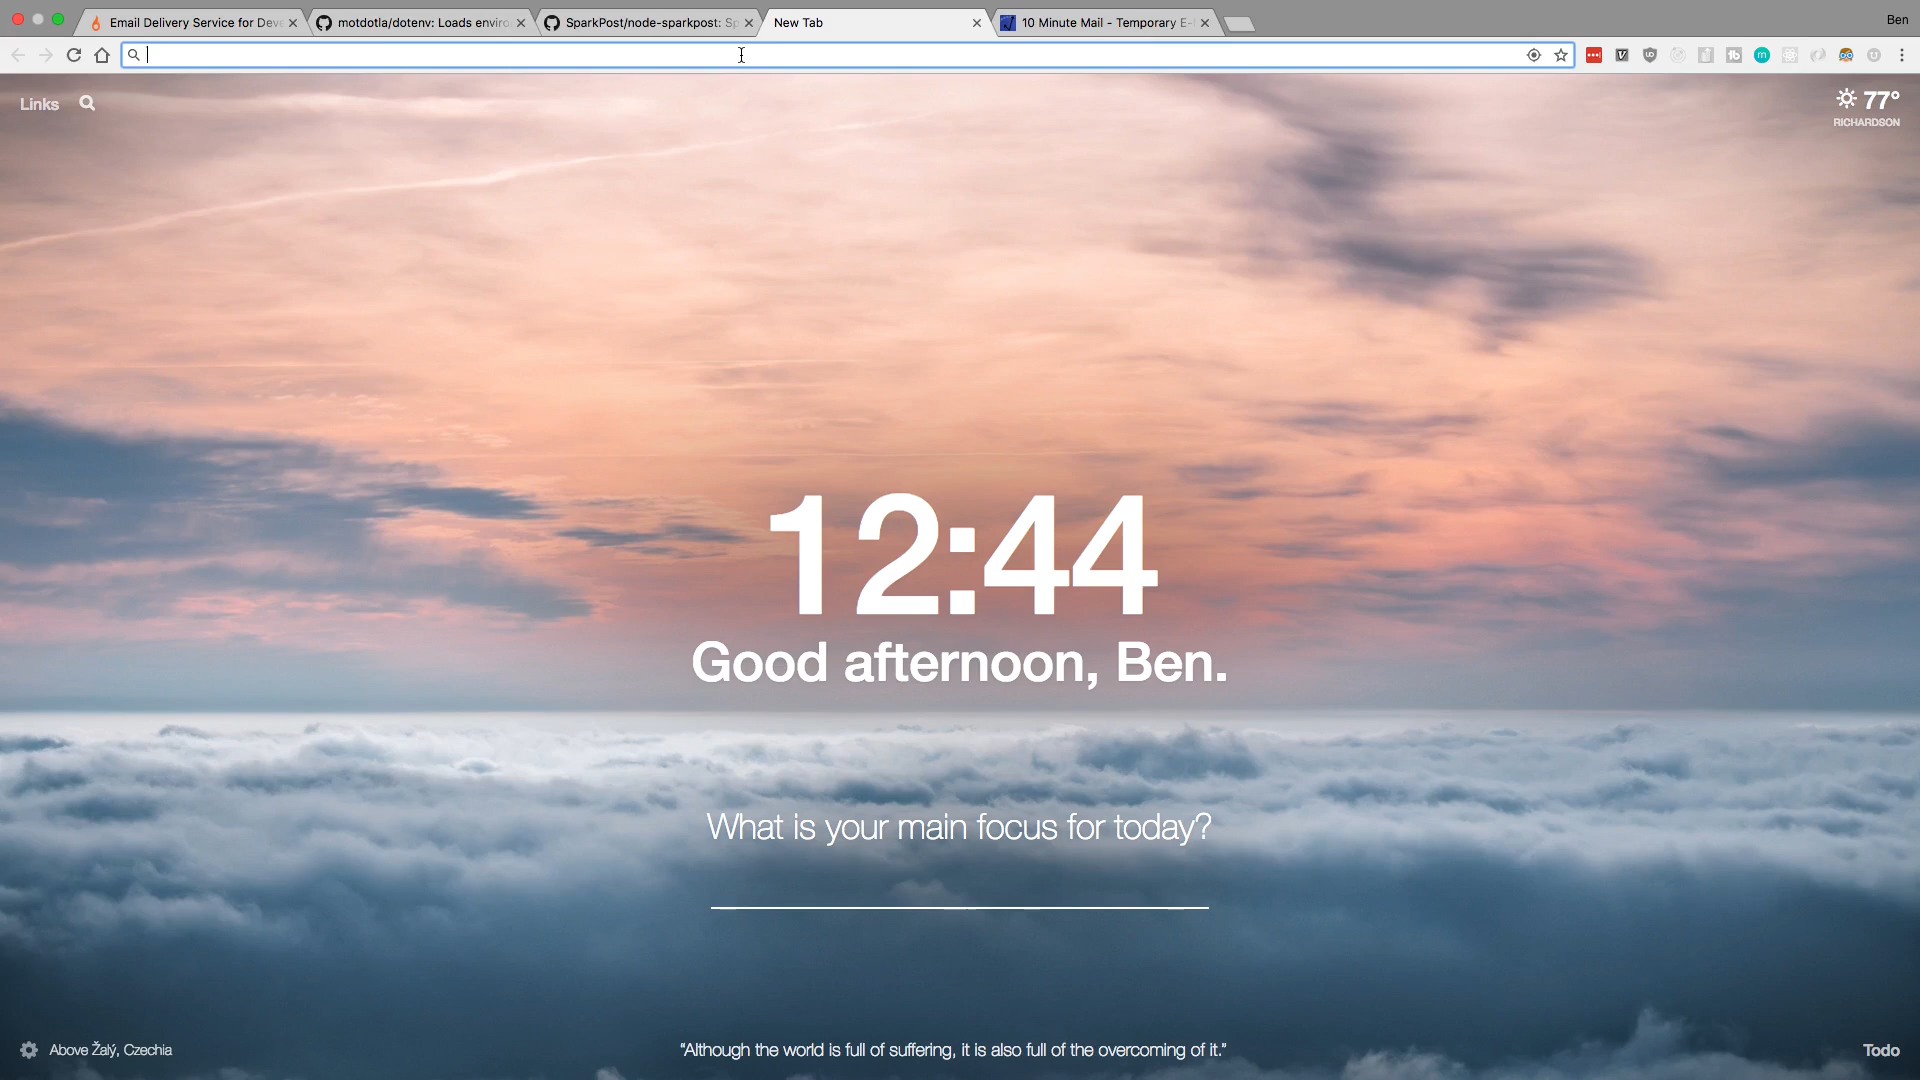 Email Delivery Service for Deve
motdotla/dotenv: Loads enviro
SparkPost/node-sparkpost: Sp
New Tab
10 Minute Mail - Temporary E-
Ben
Links
77°
RICHARDSON
12:44
Good afternoon, Ben.
What is your main focus for today?
Above Žalý, Czechia
“Although the world is full of suffering, it is also full of the overcoming of it.”
Todo